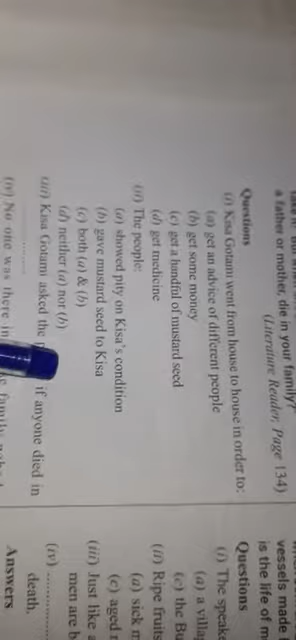 a father or mother, die in your family?
(Literature Reader, Page 134)
Questions
(i) Kisa Gotami went from house to house in order to:
(a) get an advice of different people
(b) get some money
(c) get a handful of mustard seed
(d) get medicine
(ii) The people:
(a) showed pity on Kisa's condition
(b) gave mustard seed to Kisa
(c) both (a) & (b)
(d) neither (a) nor (b)
(iii) Kisa Gotami asked the if anyone died in
..................
(iv) No one was there in
vessels made
is the life of
Questions
(i) The speake
(a) a villa
(c) the B
(ii) Ripe fruits
(a) sick
(c) aged
(iii) Just like a
men are b
(iv) ..................
death.
Answers